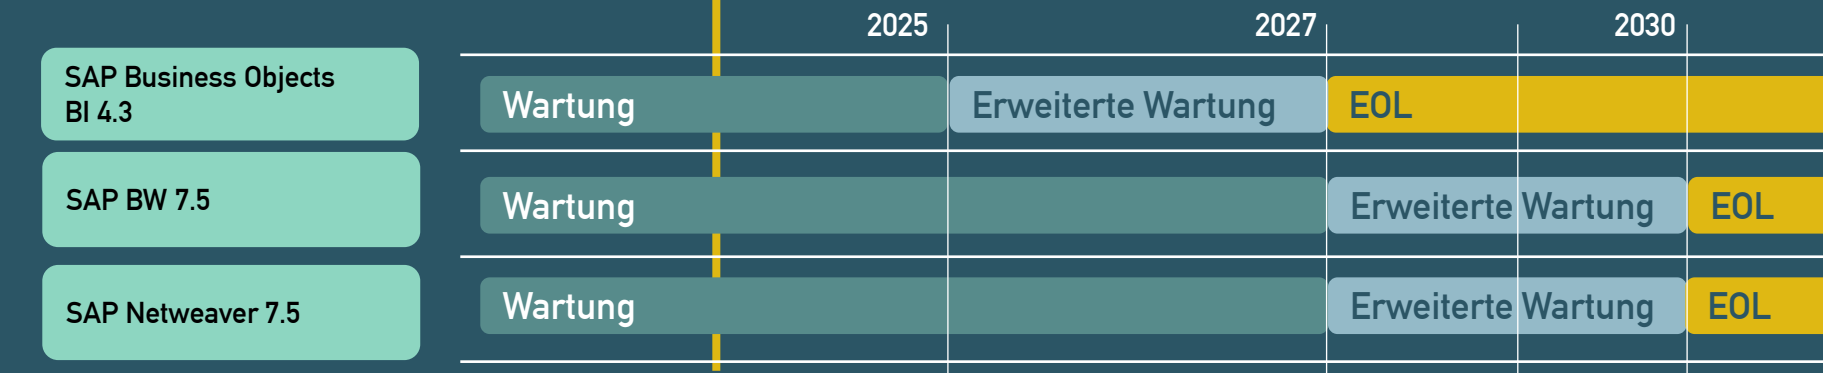 2025
2027
2030
SAP Business Objects
BI 4.3
Wartung
Erweiterte Wartung
EOL
SAP BW 7.5
Wartung
Erweiterte Wartung
EOL
SAP Netweaver 7.5
Wartung
Erweiterte Wartung
EOL